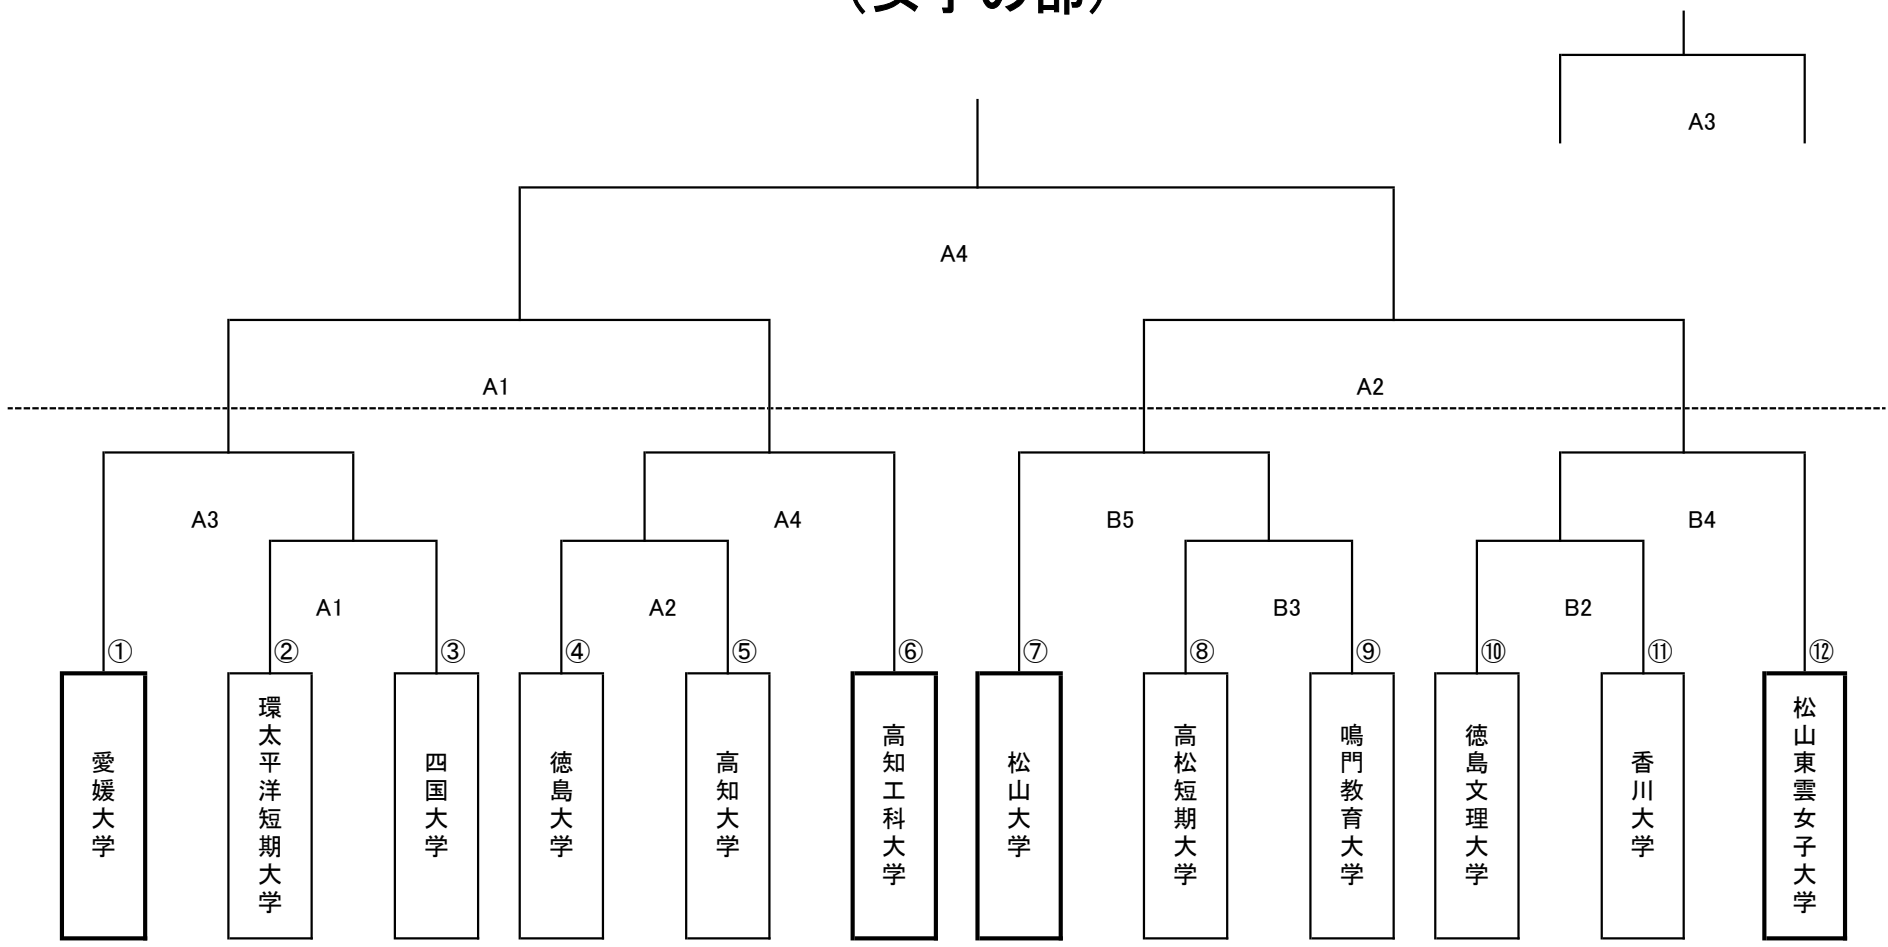 （女子の部）
A3
A4
A1
A2
A3
A4
B5
B4
A1
A2
B3
B2
①
②
③
④
⑤
⑥
⑦
⑧
⑨
⑩
⑪
⑫
愛媛大学
環太平洋短期大学
四国大学
徳島大学
高知大学
高知工科大学
松山大学
高松短期大学
鳴門教育大学
徳島文理大学
香川大学
松山東雲女子大学